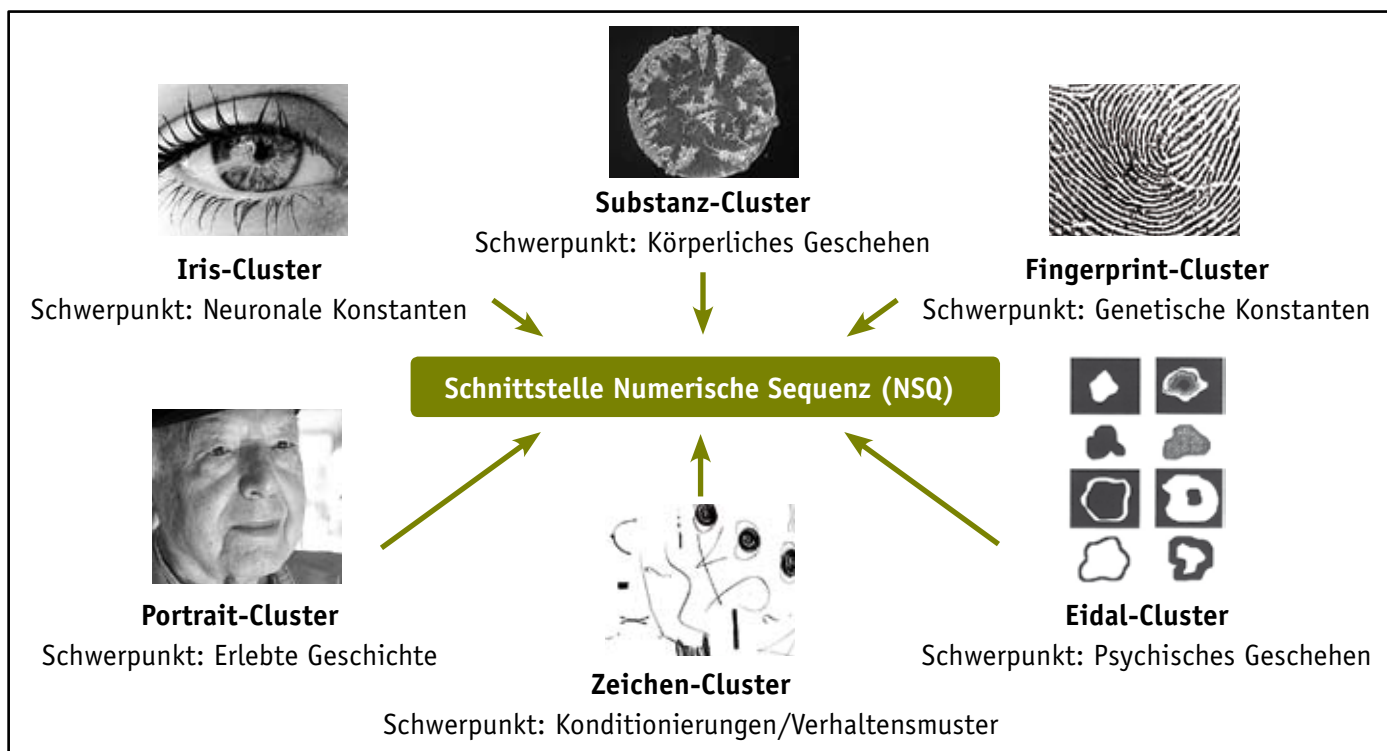 Substanz-Cluster
Schwerpunkt: Körperliches Geschehen
Iris-Cluster
Schwerpunkt: Neuronale Konstanten
Fingerprint-Cluster
Schwerpunkt: Genetische Konstanten
Schnittstelle Numerische Sequenz (NSQ)
Portrait-Cluster
Schwerpunkt: Erlebte Geschichte
Eidal-Cluster
Schwerpunkt: Psychisches Geschehen
Zeichen-Cluster
Schwerpunkt: Konditionierungen/Verhaltensmuster